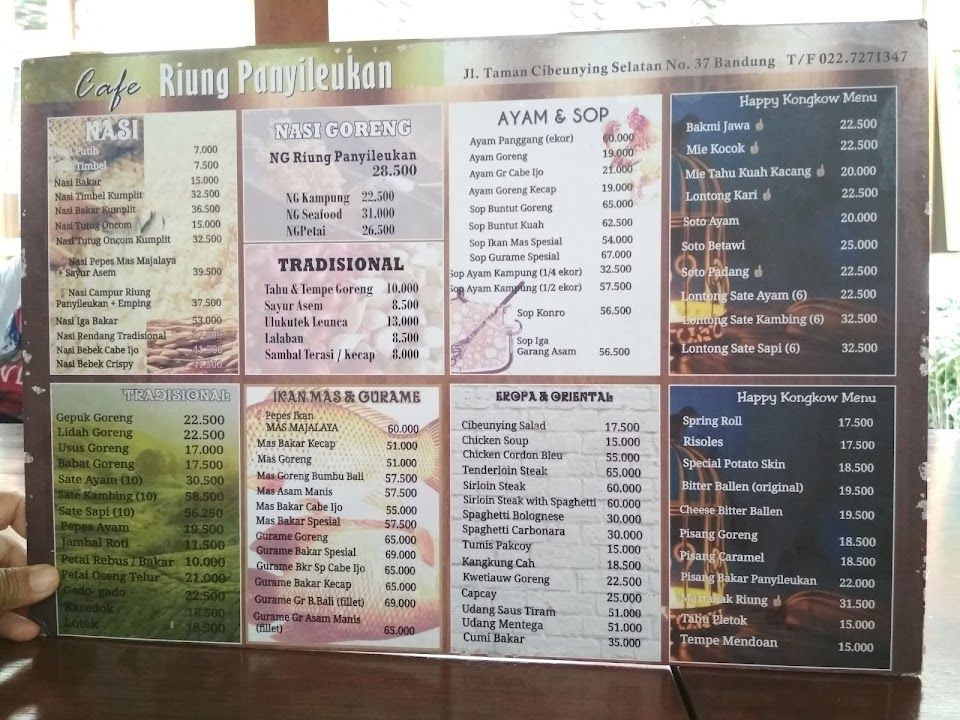 Cafe Riung Panyileukan
Jl. Taman Cibeunying Selatan No. 37 Bandung T/F 022.7271347
NASI
Putih 7.000
Timbel 7.500
Nasi Bakar 15.000
Nasi Timbel Kumplit 32.500
Nasi Bakar Kumplit 36.500
Nasi Tutug Oncom 15.000
Nasi Tutug Oncom Kumplit 32.500
Nasi Pepes Mas Majalaya
+ Sayur Asem 39.500
Nasi Campur Riung
Panyileukan + Emping 37.500
Nasi Iga Bakar 53.000
Nasi Rendang Tradisional
Nasi Bebek Cabe Ijo
Nasi Bebek Crispy
NASI GORENG
NG Riung Panyileukan
28.500
NG Kampung 22.500
NG Seafood 31.000
NGPetai 26.500
TRADISIONAL
Tahu & Tempe Goreng 10.000
Sayur Asem 8.500
Ulukutek Leunca 13.000
Lalaban 8.500
Sambal Terasi / Kecap 8.000
AYAM & SOP
Ayam Panggang (ekor) 60.000
Ayam Goreng 19.000
Ayam Gr Cabe Ijo 21.000
Ayam Goreng Kecap 19.000
Sop Buntut Goreng 65.000
Sop Buntut Kuah 62.500
Sop Ikan Mas Spesial 54.000
Sop Gurame Spesial 67.000
Sop Ayam Kampung (1/4 ekor) 32.500
Sop Ayam Kampung (1/2 ekor) 57.500
Sop Konro 56.500
Sop Iga
Garang Asam 56.500
Happy Kongkow Menu
Bakmi Jawa 22.500
Mie Kocok 22.500
Mie Tahu Kuah Kacang 20.000
Lontong Kari 22.500
Soto Ayam 20.000
Soto Betawi 25.000
Soto Padang 22.500
Lontong Sate Ayam (6) 22.500
Lontong Sate Kambing (6) 32.500
Lontong Sate Sapi (6) 32.500
TRADISIONAL
Gepuk Goreng 22.500
Lidah Goreng 22.500
Usus Goreng 17.000
Babat Goreng 17.500
Sate Ayam (10) 30.500
Sate Kambing (10) 58.500
Sate Sapi (10) 56.250
Pepes Ayam 19.500
Jambal Roti 11.500
Petai Rebus / Bakar 10.000
Petai Oseng Telur 21.000
Gado-gado 22.500
Karedok 18.500
Lotek 18.500
IKAN MAS & GURAME
Pepes Ikan
MAS MAJALAYA 60.000
Mas Bakar Kecap 51.000
Mas Goreng 51.000
Mas Goreng Bumbu Bali 57.500
Mas Asam Manis 57.500
Mas Bakar Cabe Ijo 55.000
Mas Bakar Spesial 57.500
Gurame Goreng 65.000
Gurame Bakar Spesial 69.000
Gurame Bkr Sp Cabe Ijo 65.000
Gurame Bakar Kecap 65.000
Gurame Gr B.Bali (fillet) 69.000
Gurame Gr Asam Manis
(fillet) 65.000
EROPA & ORIENTAL
Cibeunying Salad 17.500
Chicken Soup 15.000
Chicken Cordon Bleu 55.000
Tenderloin Steak 65.000
Sirloin Steak 60.000
Sirloin Steak with Spaghetti 60.000
Spaghetti Bolognese 30.000
Spaghetti Carbonara 30.000
Tumis Pakcoy 15.000
Kangkung Cah 18.500
Kwetiauw Goreng 22.500
Capcay 25.000
Udang Saus Tiram 51.000
Udang Mentega 51.000
Cumi Bakar 35.000
Happy Kongkow Menu
Spring Roll 17.500
Risoles 17.500
Special Potato Skin 18.500
Bitter Ballen (original) 19.500
Cheese Bitter Ballen 19.500
Pisang Goreng 18.500
Pisang Caramel 18.500
Pisang Bakar Panyileukan 22.000
Martabak Riung 31.500
Tahu Pletok 15.000
Tempe Mendoan 15.000